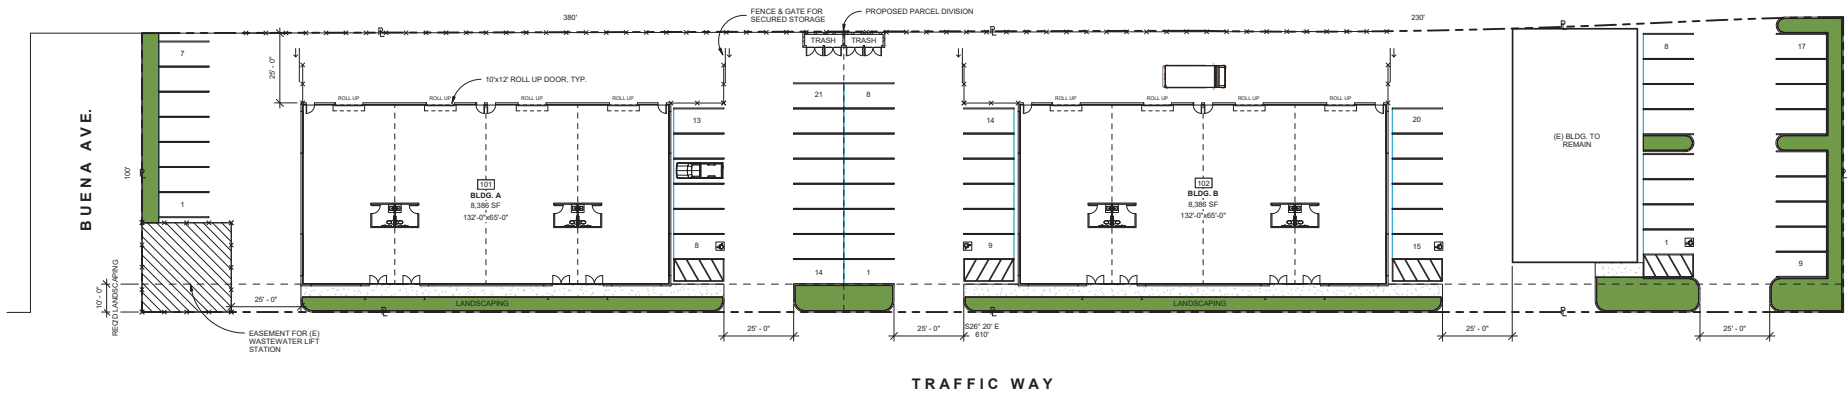 380'
FENCE & GATE FOR
SECURED STORAGE
PROPOSED PARCEL DIVISION
230'
BUENA AVE.
100'
7
1
25' - 0"
10'x12' ROLL UP DOOR, TYP.
ROLL UP
ROLL UP
ROLL UP
ROLL UP
101
BLDG. A
8,386 SF
132'-0"x65'-0"
13
8
TRASH
TRASH
21
8
14
1
14
9
ROLL UP
ROLL UP
ROLL UP
ROLL UP
102
BLDG. B
8,386 SF
132'-0"x65'-0"
20
15
(E) BLDG. TO
REMAIN
8
1
17
9
10' - 0"
REQ'D LANDSCAPING
25' - 0"
LANDSCAPING
LANDSCAPING
EASEMENT FOR (E)
WASTEWATER LIFT
STATION
25' - 0"
25' - 0"
S26° 20' E
610'
25' - 0"
25' - 0"
TRAFFIC WAY